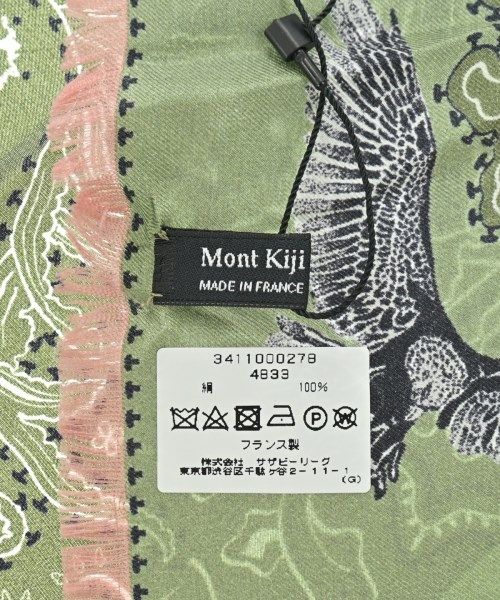 Mont Kiji
MADE IN FRANCE
3411000278
4833
絹 100%
P W
フランス製
株式会社 サザビーリーグ
東京都渋谷区千駄ヶ谷2-11-1
(G)